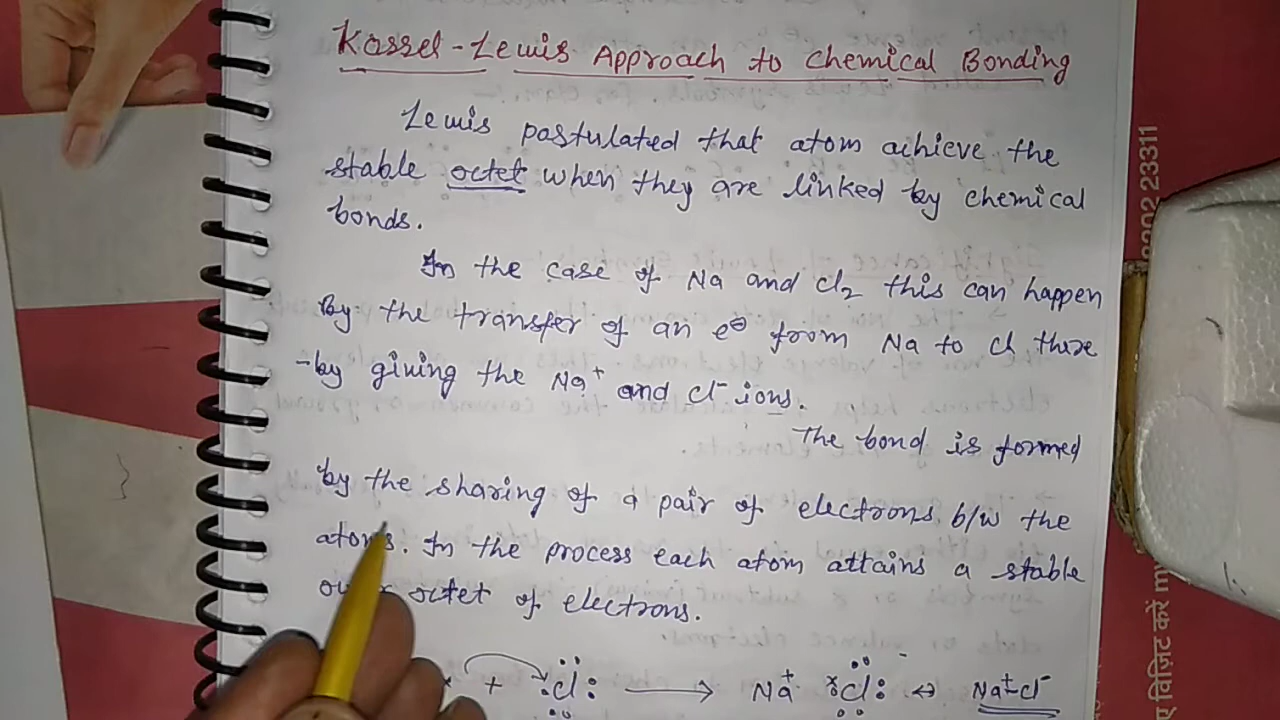 Kossel-Lewis Approach to Chemical Bonding
Lewis postulated that atom achieve the
stable octet when they are linked by chemical
bonds.
In the case of Na and Cl₂ this can happen
By the transfer of an e⊖ from Na to Cl there
-by giving the Na⁺ and Cl⁻ ions.
The bond is formed
by the sharing of a pair of electrons b/w the
atoms. In the process each atom attains a stable
octet of electrons.
+ :Cl: → Na⁺ :Cl:⁻ ⇔ Na⁺Cl⁻
02 23311
विज़िट करें